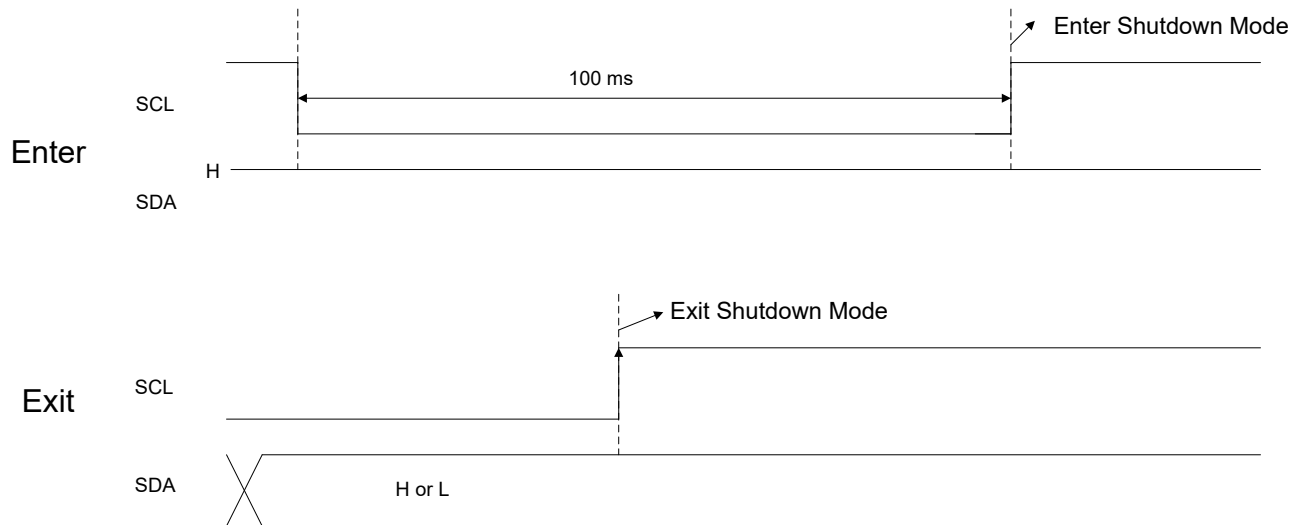 Enter Shutdown Mode
100 ms
SCL
Enter
H
SDA
Exit Shutdown Mode
SCL
Exit
SDA
H or L